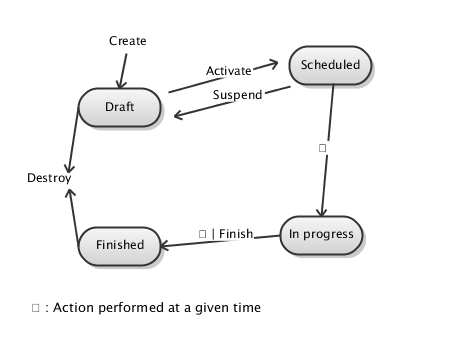 Create
Activate
Scheduled
Suspend
Draft
Destroy
Finished
| Finish
In progress
: Action performed at a given time